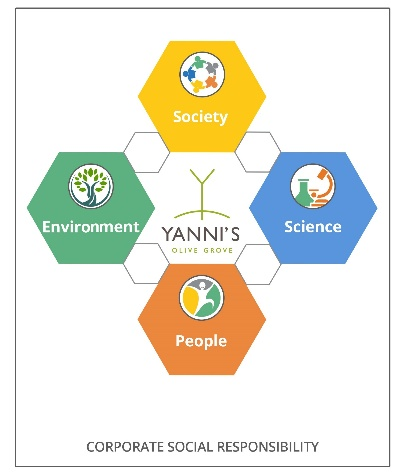 Society
Environment
Science
YANNI'S
OLIVE GROVE
People
CORPORATE SOCIAL RESPONSIBILITY